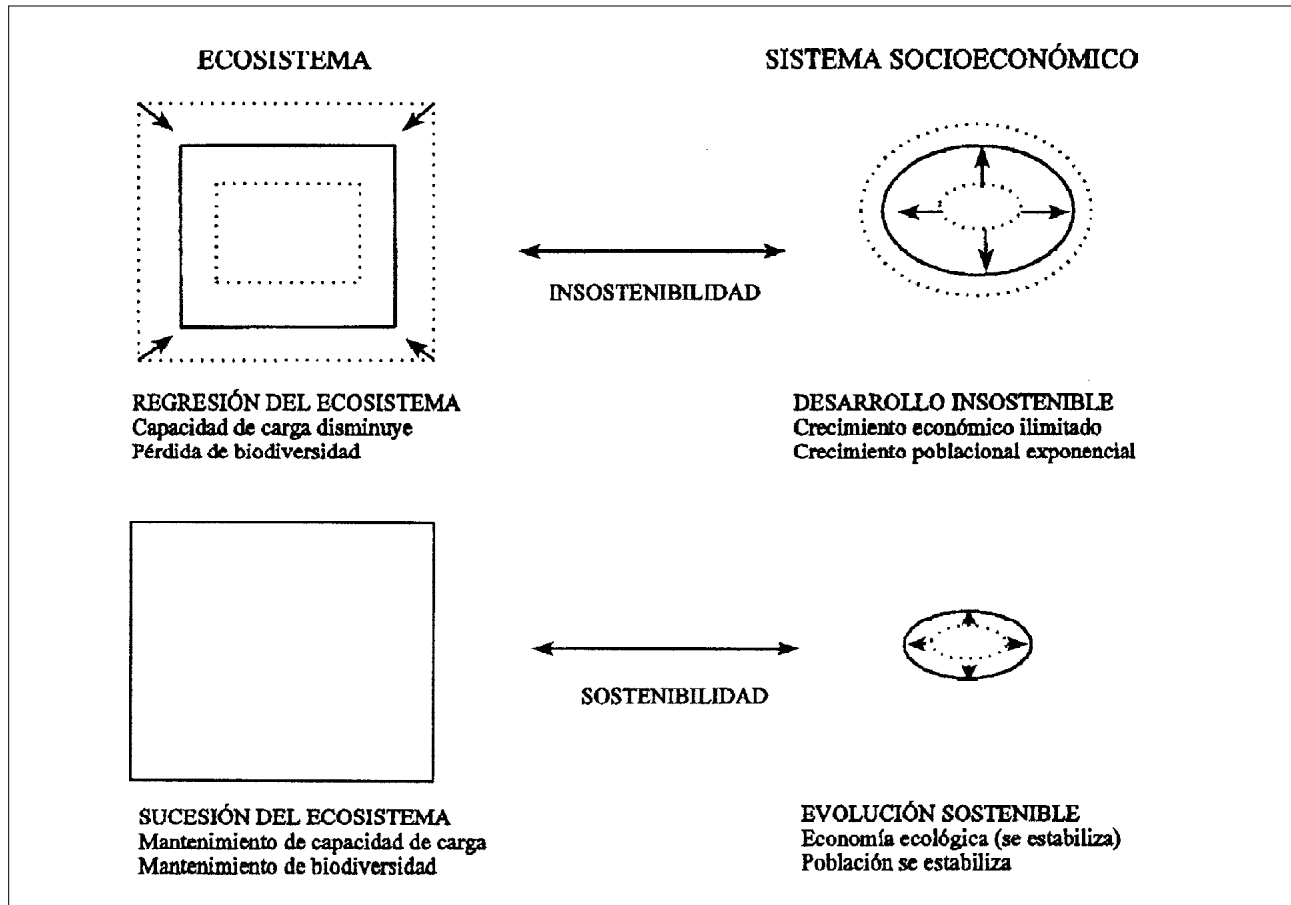 ECOSISTEMA
SISTEMA SOCIOECONÓMICO
INSOSTENIBILIDAD
REGRESIÓN DEL ECOSISTEMA
Capacidad de carga disminuye
Pérdida de biodiversidad
DESARROLLO INSOSTENIBLE
Crecimiento económico ilimitado
Crecimiento poblacional exponencial
SOSTENIBILIDAD
SUCESIÓN DEL ECOSISTEMA
Mantenimiento de capacidad de carga
Mantenimiento de biodiversidad
EVOLUCIÓN SOSTENIBLE
Economía ecológica (se estabiliza)
Población se estabiliza